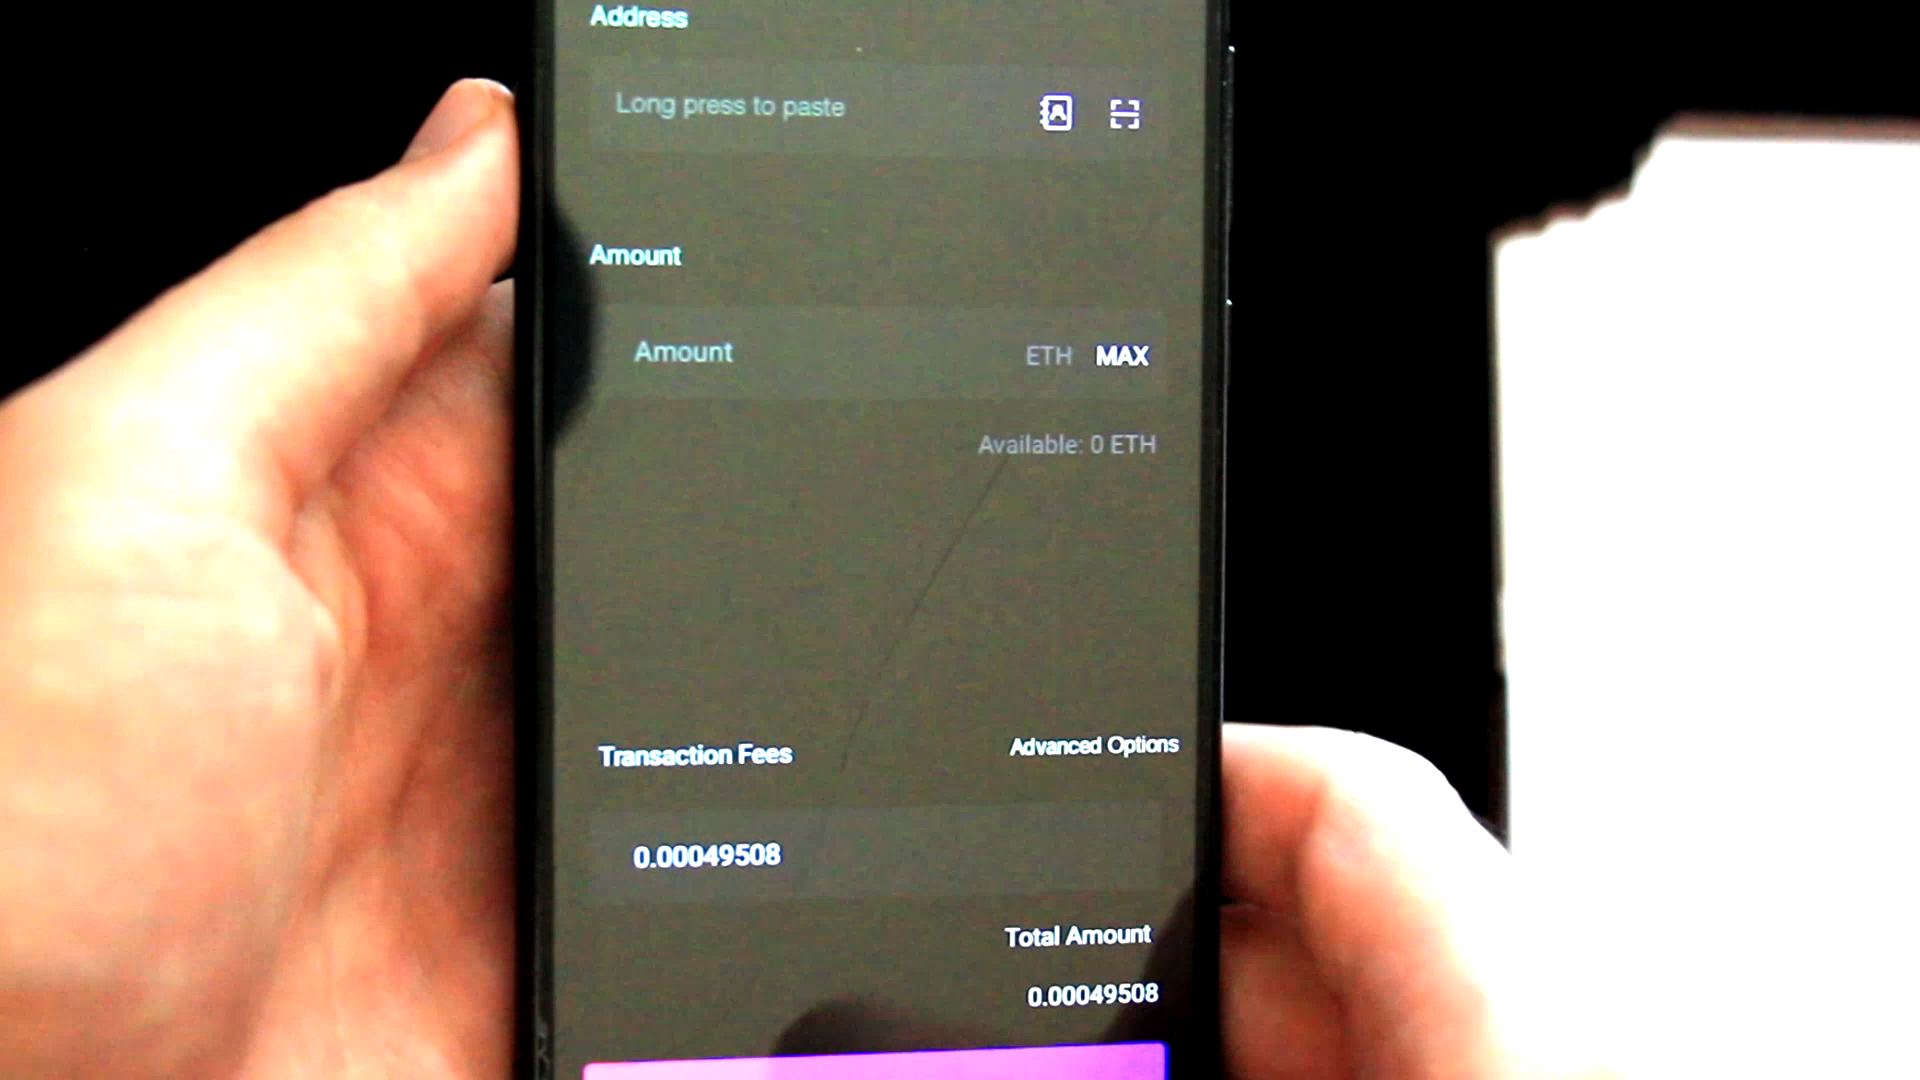 Address
Long press to paste
Amount
Amount ETH MAX
Available: 0 ETH
Transaction Fees Advanced Options
0.00049508
Total Amount
0.00049508